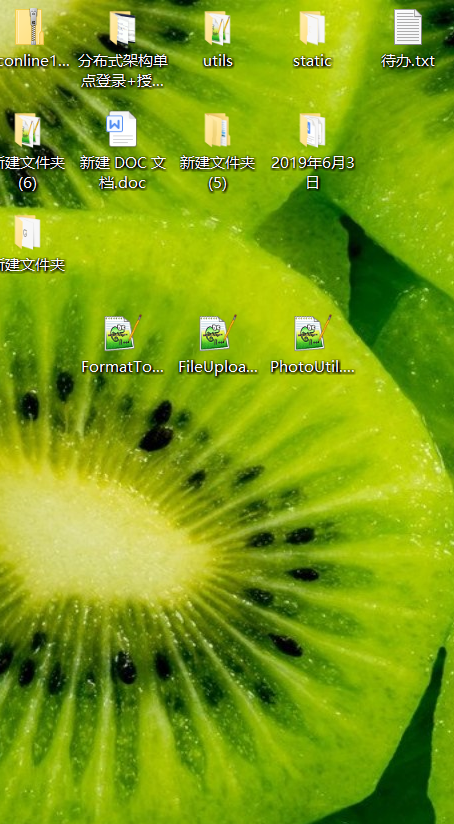 conline1...
分布式架构单
点登录+授...
utils
static
待办.txt
新建文件夹
(6)
新建 DOC 文
档.doc
新建文件夹
(5)
2019年6月3
日
新建文件夹
FormatTo...
FileUploa...
PhotoUtil....